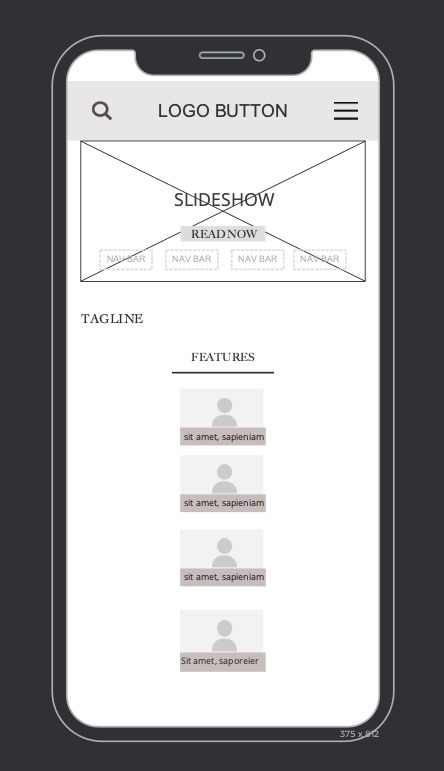 LOGO BUTTON
SLIDESHOW
READ NOW
NAV BAR NAV BAR NAV BAR NAV BAR
TAGLINE
FEATURES
sit amet, sapieniam
sit amet, sapieniam
sit amet, sapieniam
Sit amet, saporeier
375 x 812